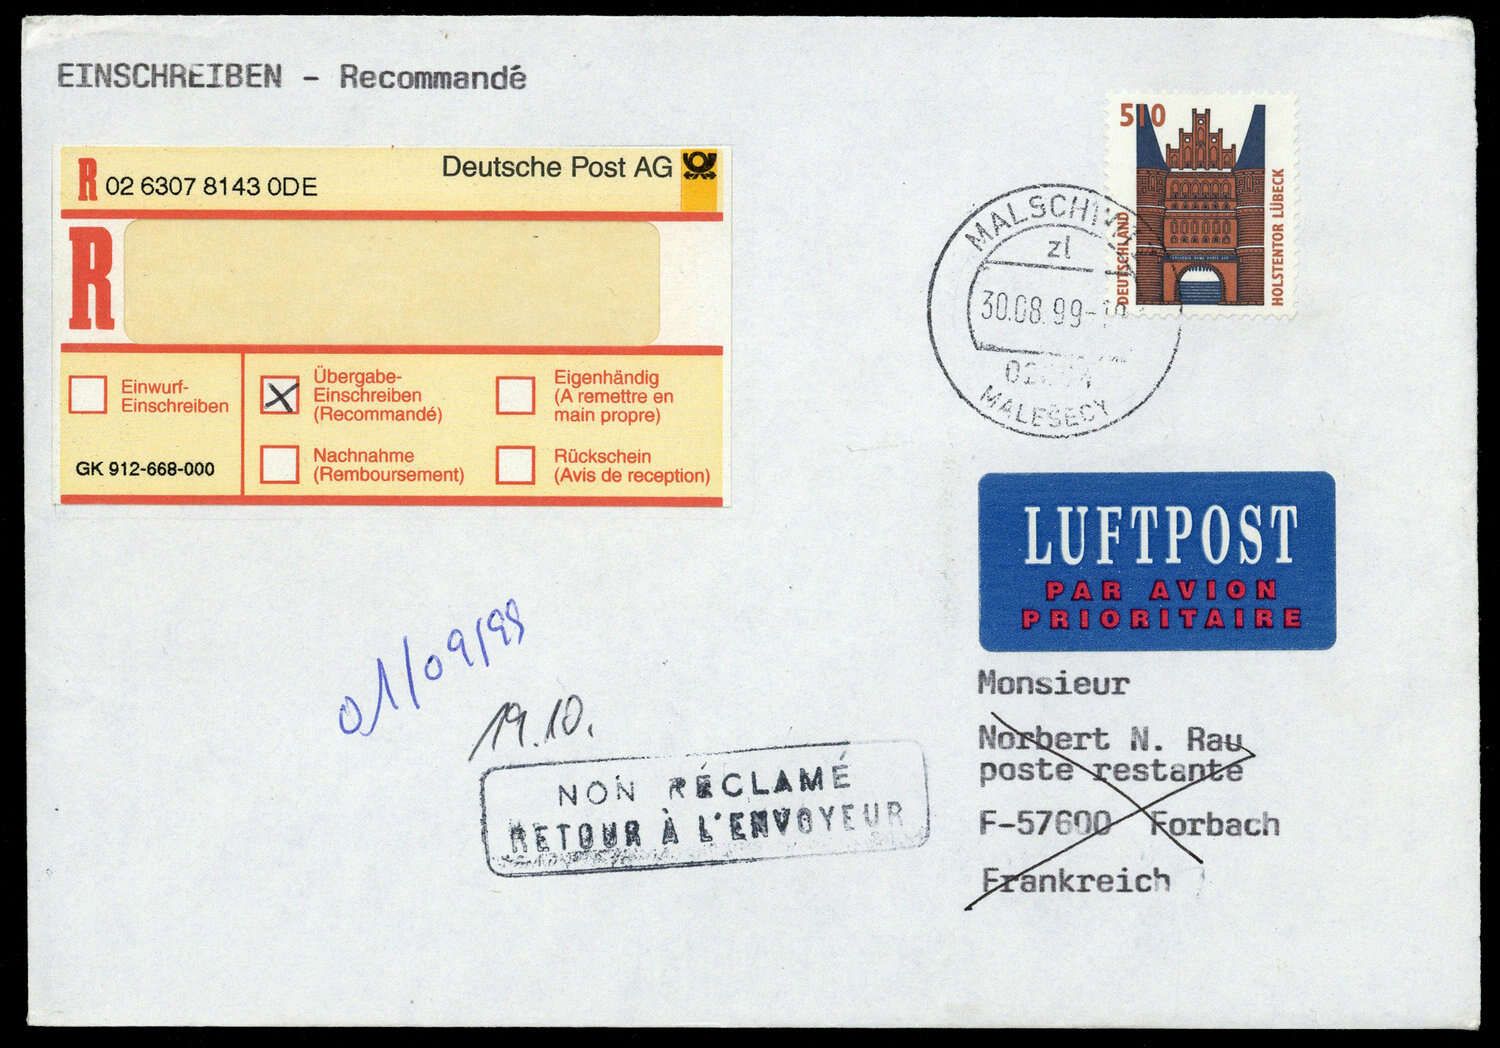 EINSCHREIBEN - Recommandé
R 02 6307 8143 0DE
Deutsche Post AG
R
Einwurf-
Einschreiben
Übergabe-
Einschreiben
(Recommandé)
Eigenhändig
(A remettre en
main propre)
GK 912-668-000
Nachnahme
(Remboursement)
Rückschein
(Avis de reception)
510
DEUTSCHLAND
HOLSTENTOR LÜBECK
zl
30.08.99-
MALEŠECY
LUFTPOST
PAR AVION
PRIORITAIRE
01/09/99
19.10.
NON RÉCLAMÉ
RETOUR À L'ENVOYEUR
Monsieur
Norbert N. Rau
poste restante
F-57600 Forbach
Frankreich